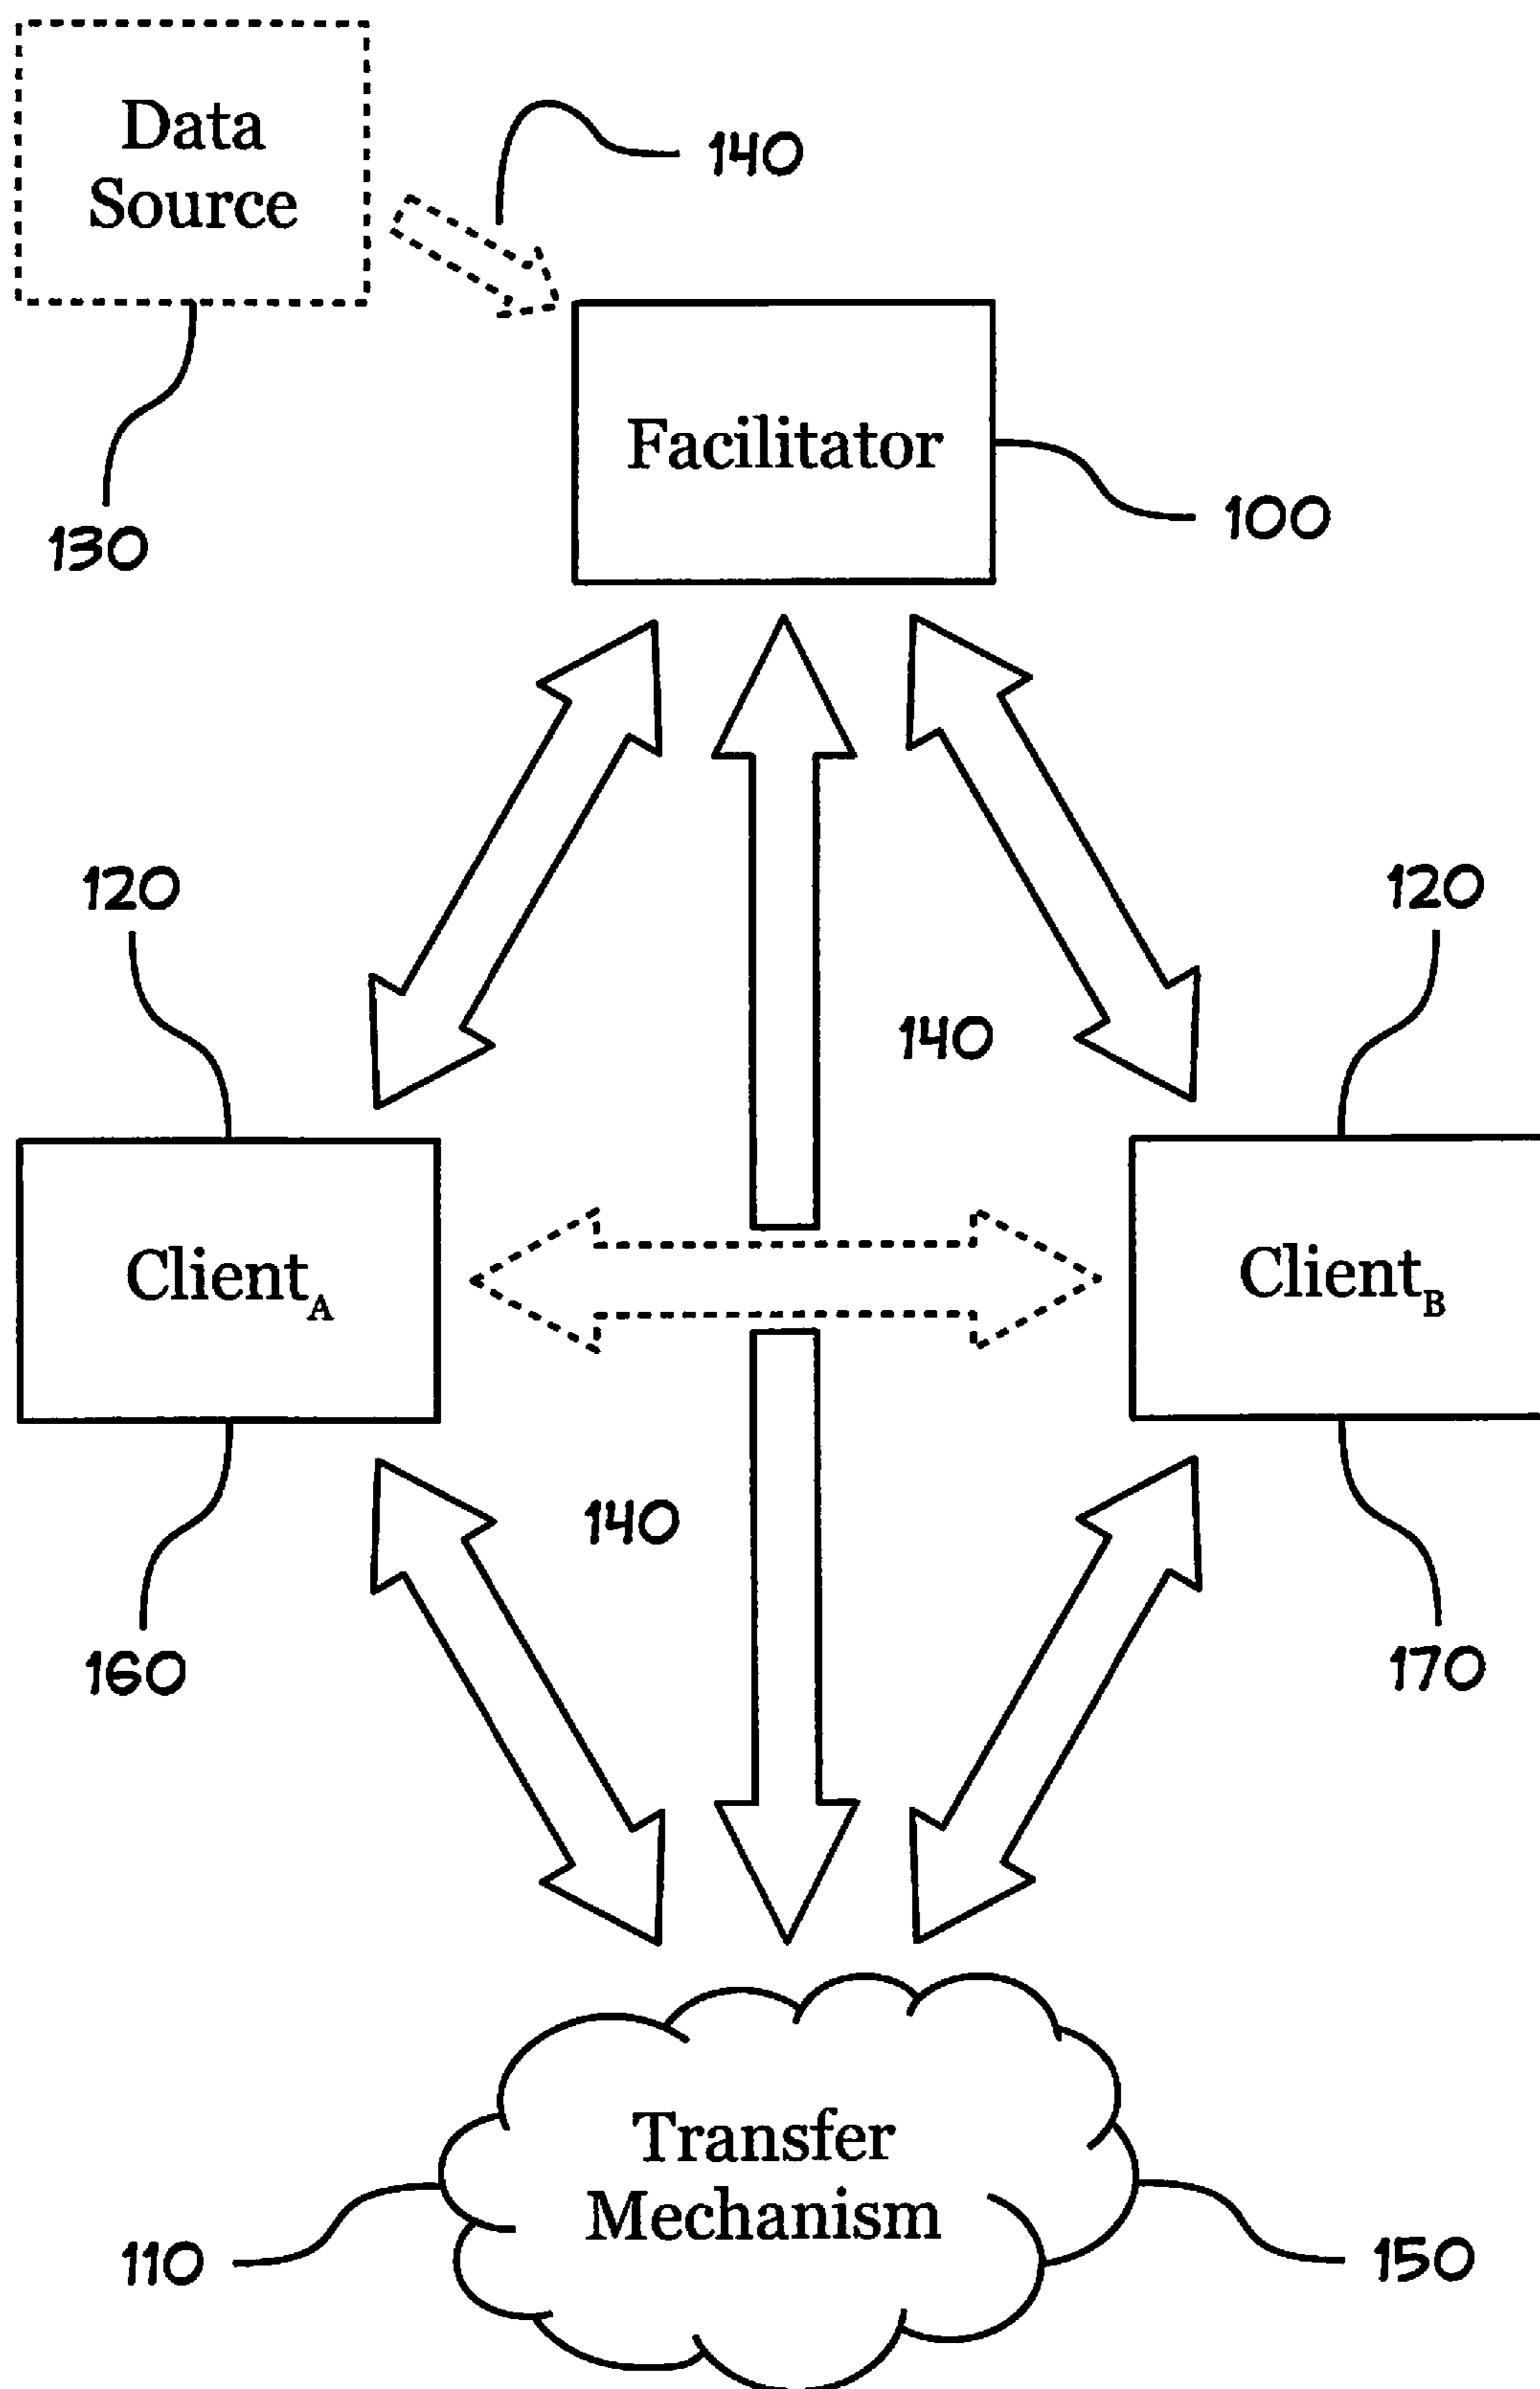 Data
Source
140
Facilitator
130
100
120
120
140
Client_A
Client_B
140
160
170
Transfer
Mechanism
110
150